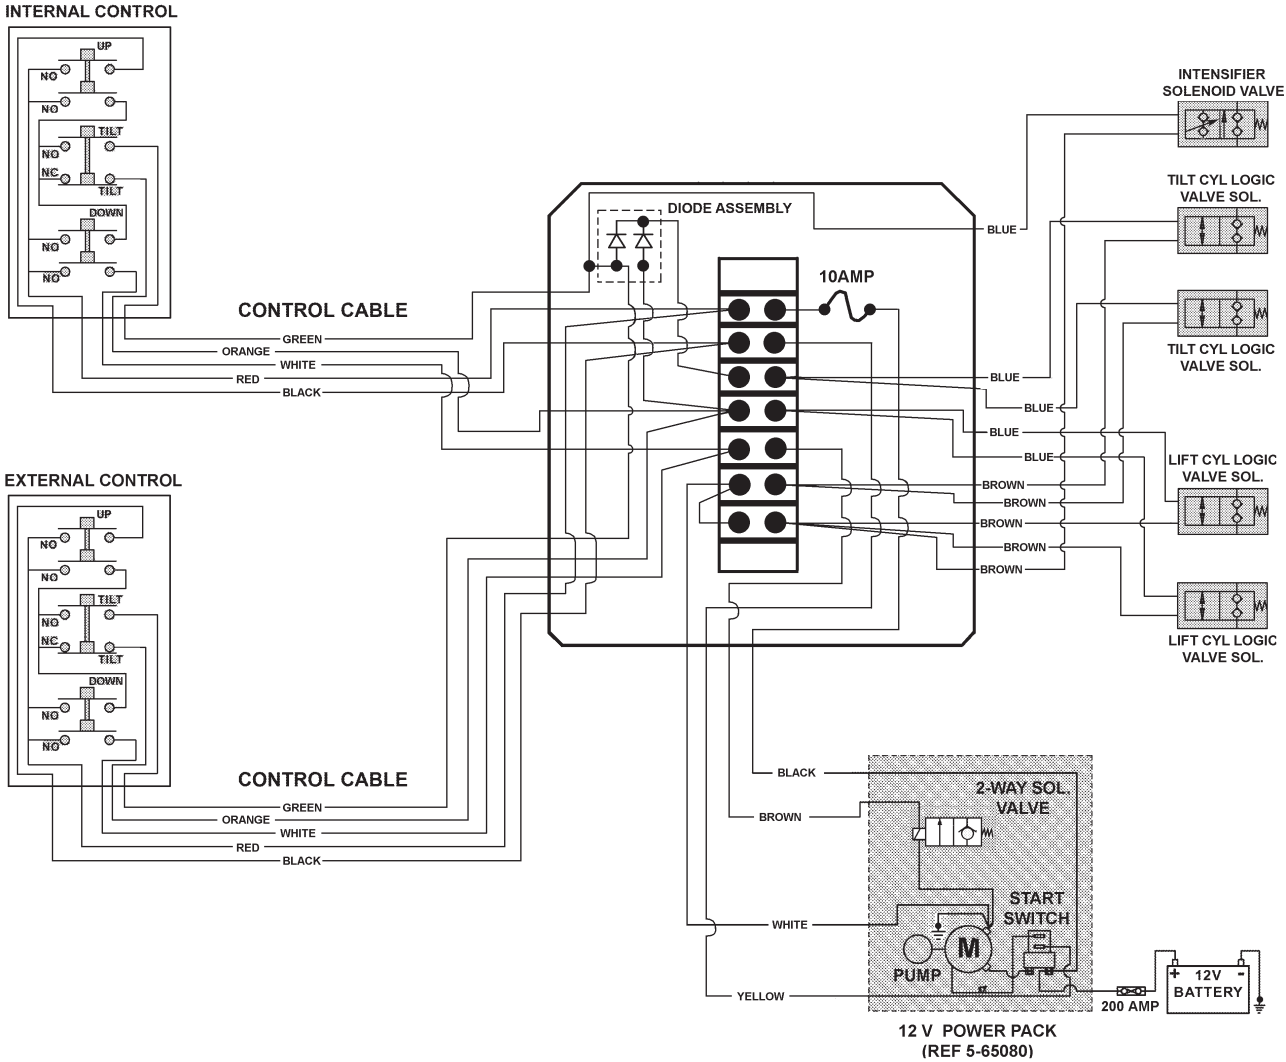 INTERNAL CONTROL
UP
NO
NO
TILT
NO
NC
TILT
DOWN
NO
NO
CONTROL CABLE
GREEN
ORANGE
WHITE
RED
BLACK
EXTERNAL CONTROL
UP
NO
NO
TILT
NO
NC
TILT
DOWN
NO
NO
CONTROL CABLE
GREEN
ORANGE
WHITE
RED
BLACK
DIODE ASSEMBLY
10AMP
BLUE
BLUE
BLUE
BLUE
BLUE
BROWN
BROWN
BROWN
BROWN
BROWN
INTENSIFIER
SOLENOID VALVE
TILT CYL LOGIC
VALVE SOL.
TILT CYL LOGIC
VALVE SOL.
LIFT CYL LOGIC
VALVE SOL.
LIFT CYL LOGIC
VALVE SOL.
BLACK
BROWN
WHITE
YELLOW
2-WAY SOL.
VALVE
START
SWITCH
M
PUMP
12 V POWER PACK
(REF 5-65080)
200 AMP
+ 12V -
BATTERY